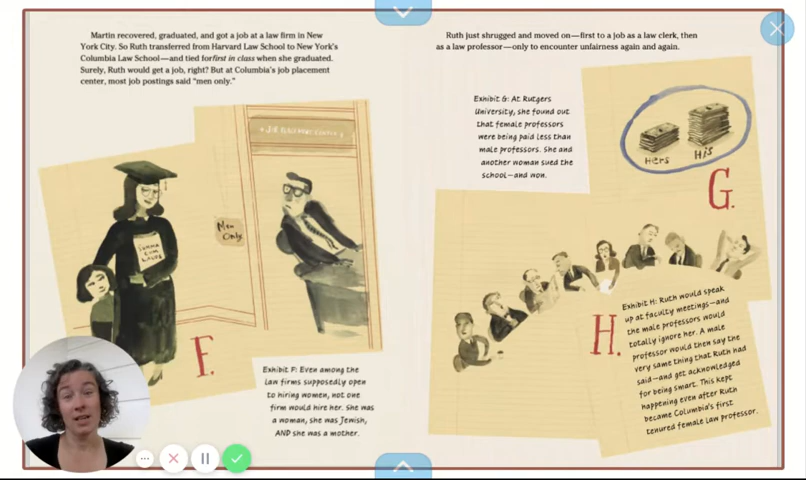 Martin recovered, graduated, and got a job at a law firm in New
York City. So Ruth transferred from Harvard Law School to New York's
Columbia Law School—and tied for first in class when she graduated.
Surely, Ruth would get a job, right? But at Columbia's job placement
center, most job postings said "men only."
JOB PLACEMENT CENTER
Men
Only
SUMMA
CUM
LAUDE
F.
Exhibit F: Even among the
law firms supposedly open
to hiring women, not one
firm would hire her. She was
a woman, she was Jewish,
AND she was a mother.
Ruth just shrugged and moved on—first to a job as a law clerk, then
as a law professor—only to encounter unfairness again and again.
Exhibit G: At Rutgers
University, she found out
that female professors
were being paid less than
male professors. She and
another woman sued the
school—and won.
Hers
His
G.
H.
Exhibit H: Ruth would speak
up at faculty meetings—and
the male professors would
totally ignore her. A male
professor would then say the
very same thing that Ruth had
said—and get acknowledged
for being smart. This kept
happening even after Ruth
became Columbia's first
tenured female law professor.